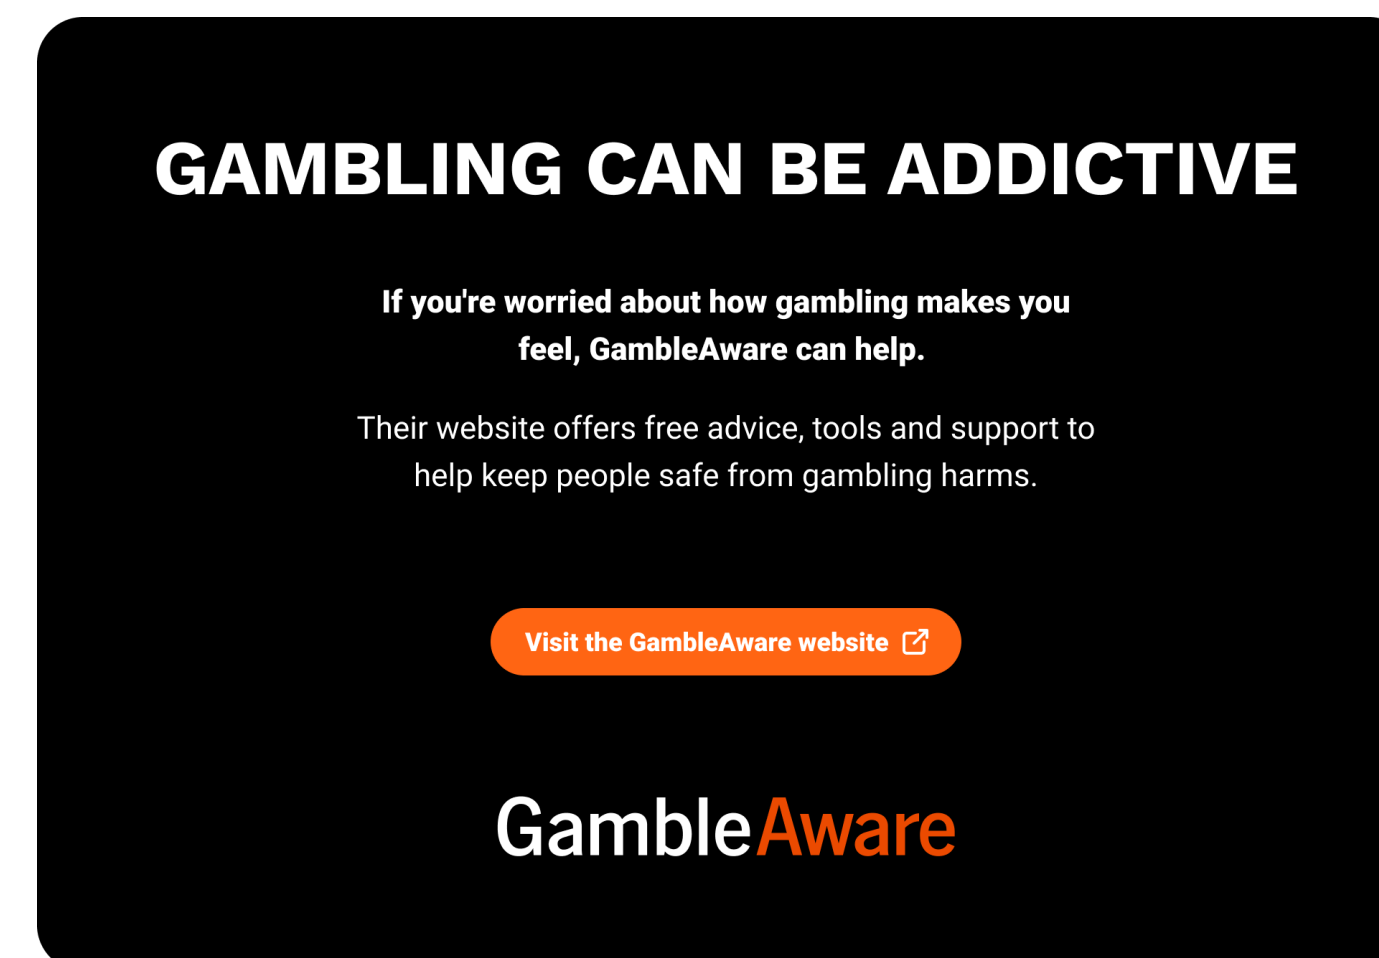 GAMBLING CAN BE ADDICTIVE
If you're worried about how gambling makes you
feel, GambleAware can help.
Their website offers free advice, tools and support to
help keep people safe from gambling harms.
Visit the GambleAware website
GambleAware